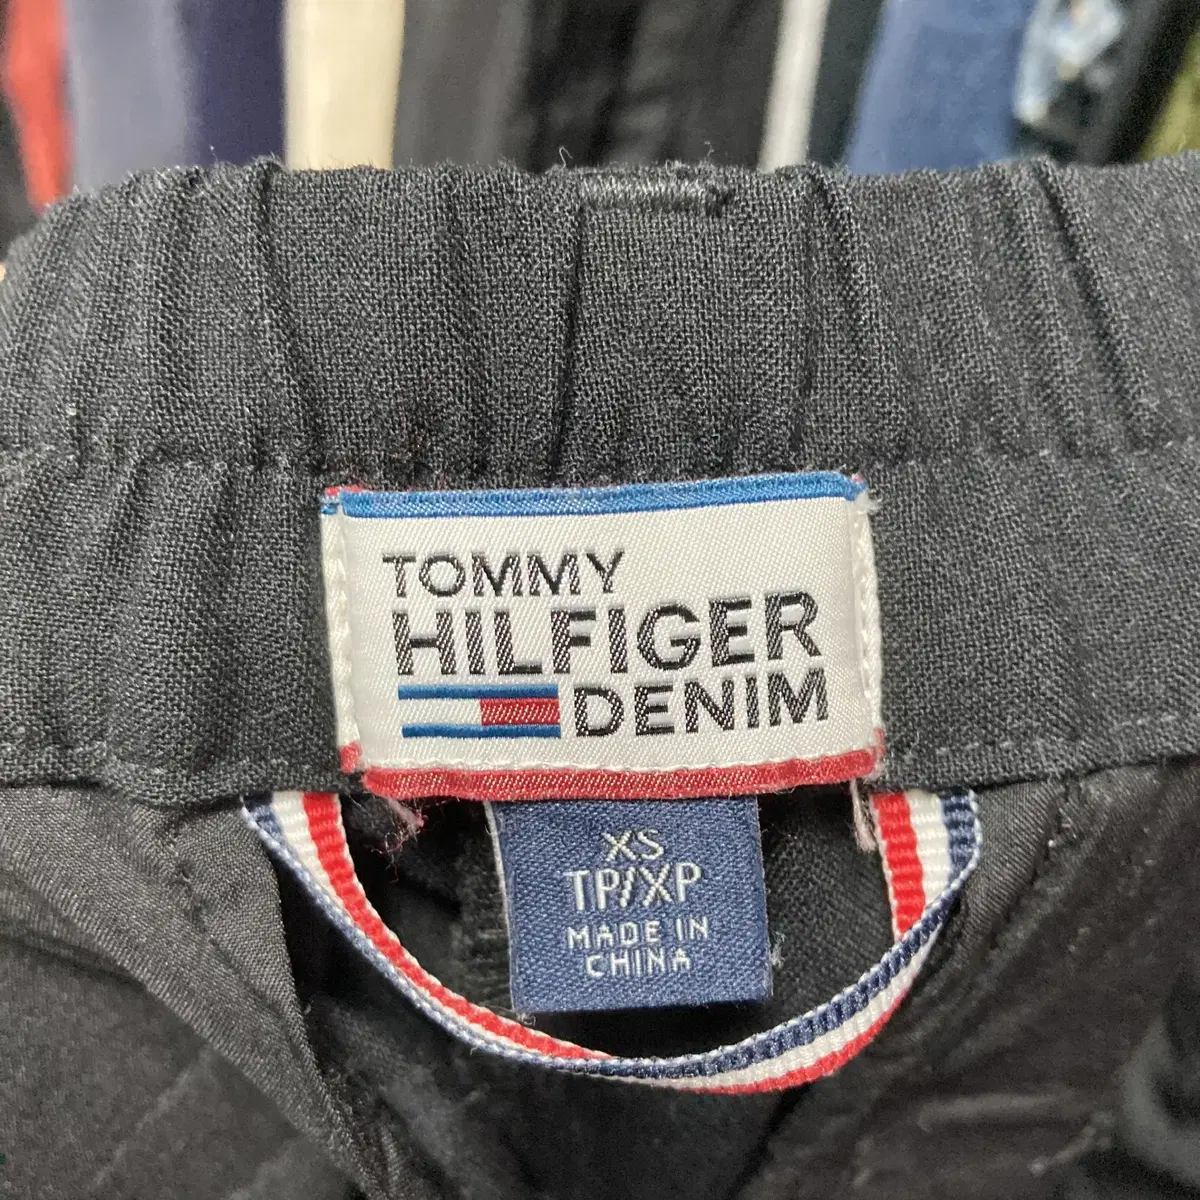 TOMMY
HILFIGER
DENIM
XS
TP/XP
MADE IN
CHINA